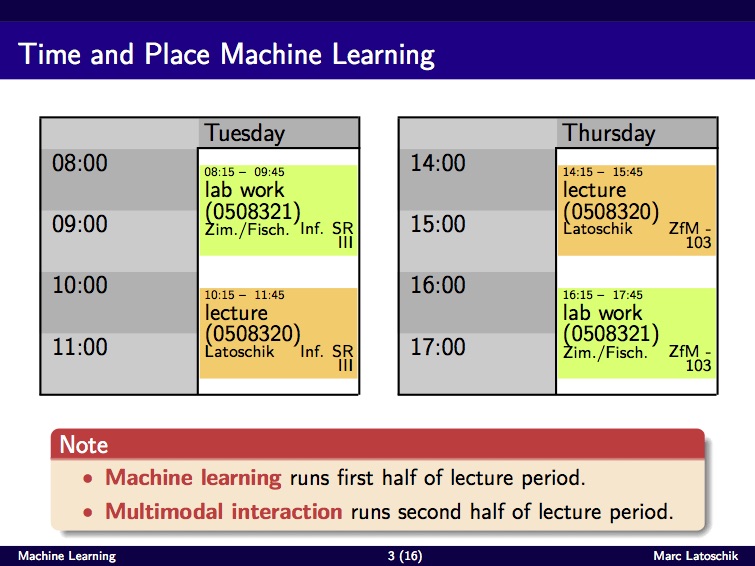 Time and Place Machine Learning
Tuesday
08:00
09:00
10:00
11:00
08:15 – 09:45
lab work
(0508321)
Zim./Fisch. Inf. SR
III
10:15 – 11:45
lecture
(0508320)
Latoschik Inf. SR
III
Thursday
14:00
15:00
16:00
17:00
14:15 – 15:45
lecture
(0508320)
Latoschik ZfM -
103
16:15 – 17:45
lab work
(0508321)
Zim./Fisch. ZfM -
103
Note
• Machine learning runs first half of lecture period.
• Multimodal interaction runs second half of lecture period.
Machine Learning 3 (16) Marc Latoschik